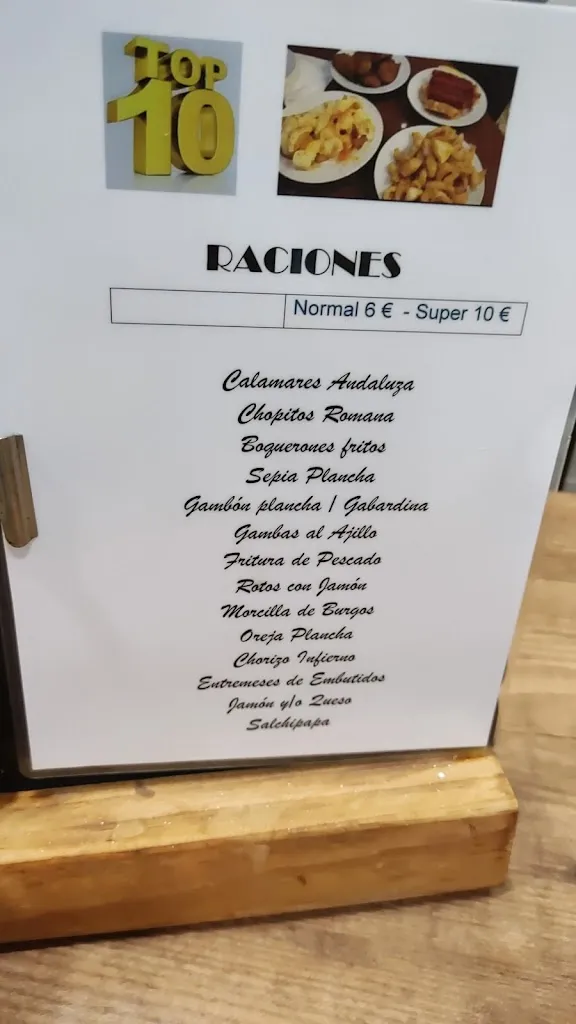 TOP
10
RACIONES
Normal 6 € - Super 10 €
Calamares Andaluza
Chopitos Romana
Boquerones fritos
Sepia Plancha
Gambón plancha / Gabardina
Gambas al Ajillo
Fritura de Pescado
Rotos con Jamón
Morcilla de Burgos
Oreja Plancha
Chorizo Infierno
Entremeses de Embutidos
Jamón y/o Queso
Salchipapa